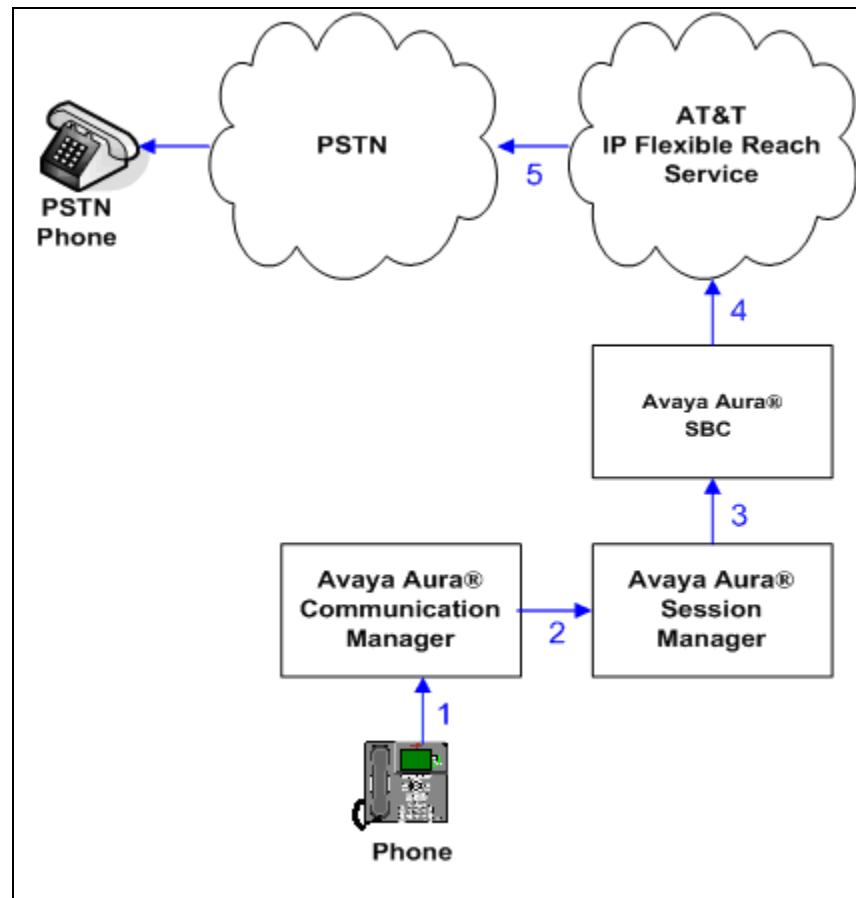 PSTN
AT&T
IP Flexible Reach
Service
5
PSTN
Phone
4
Avaya Aura®
SBC
3
Avaya Aura®
Communication
Manager
2
Avaya Aura®
Session
Manager
1
Phone